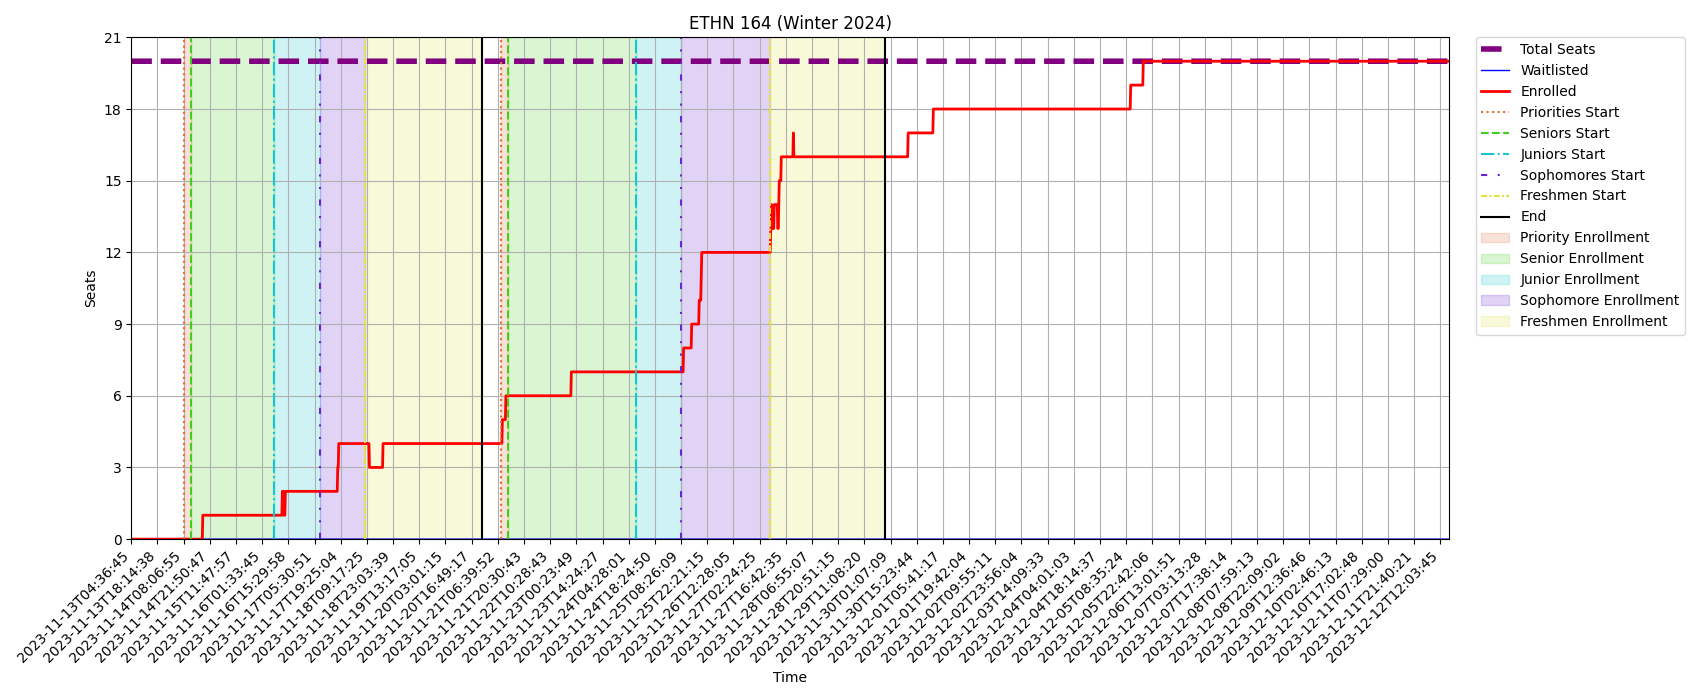 ETHN 164 (Winter 2024)
21
18
15
12
9
6
3
0
Seats
2023-11-13T04:36:45
2023-11-13T18:14:38
2023-11-14T08:06:55
2023-11-14T21:50:47
2023-11-15T11:47:57
2023-11-16T01:33:45
2023-11-16T15:29:58
2023-11-17T05:30:51
2023-11-17T19:25:04
2023-11-18T09:17:25
2023-11-18T23:03:39
2023-11-19T13:17:05
2023-11-20T03:01:15
2023-11-20T16:49:17
2023-11-21T06:39:52
2023-11-21T20:30:43
2023-11-22T10:28:43
2023-11-23T00:23:49
2023-11-23T14:24:27
2023-11-24T04:28:01
2023-11-24T18:24:50
2023-11-25T08:26:09
2023-11-25T22:21:15
2023-11-26T12:28:05
2023-11-27T02:24:25
2023-11-27T16:42:35
2023-11-28T06:55:07
2023-11-28T20:51:15
2023-11-29T11:08:20
2023-11-30T01:07:09
2023-11-30T15:23:44
2023-12-01T05:41:17
2023-12-01T19:42:04
2023-12-02T09:55:11
2023-12-02T23:56:04
2023-12-03T14:09:33
2023-12-04T04:01:03
2023-12-04T18:14:37
2023-12-05T08:35:24
2023-12-05T22:42:06
2023-12-06T13:01:51
2023-12-07T03:13:28
2023-12-07T17:38:14
2023-12-08T07:59:13
2023-12-08T22:09:02
2023-12-09T12:36:46
2023-12-10T02:46:13
2023-12-10T17:02:48
2023-12-11T07:29:00
2023-12-11T21:40:21
2023-12-12T12:03:45
Time
Total Seats
Waitlisted
Enrolled
Priorities Start
Seniors Start
Juniors Start
Sophomores Start
Freshmen Start
End
Priority Enrollment
Senior Enrollment
Junior Enrollment
Sophomore Enrollment
Freshmen Enrollment